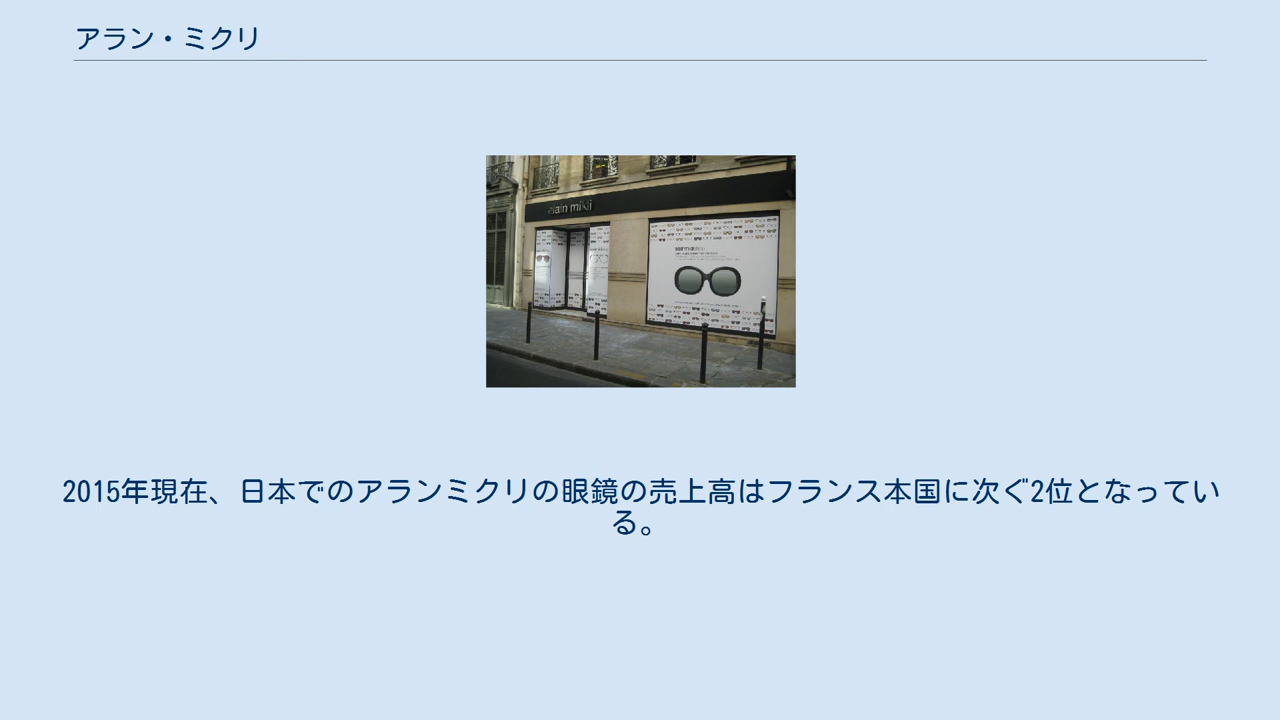 アラン・ミクリ
alain mikli
2015年現在、日本でのアランミクリの眼鏡の売上高はフランス本国に次ぐ2位となってい
る。